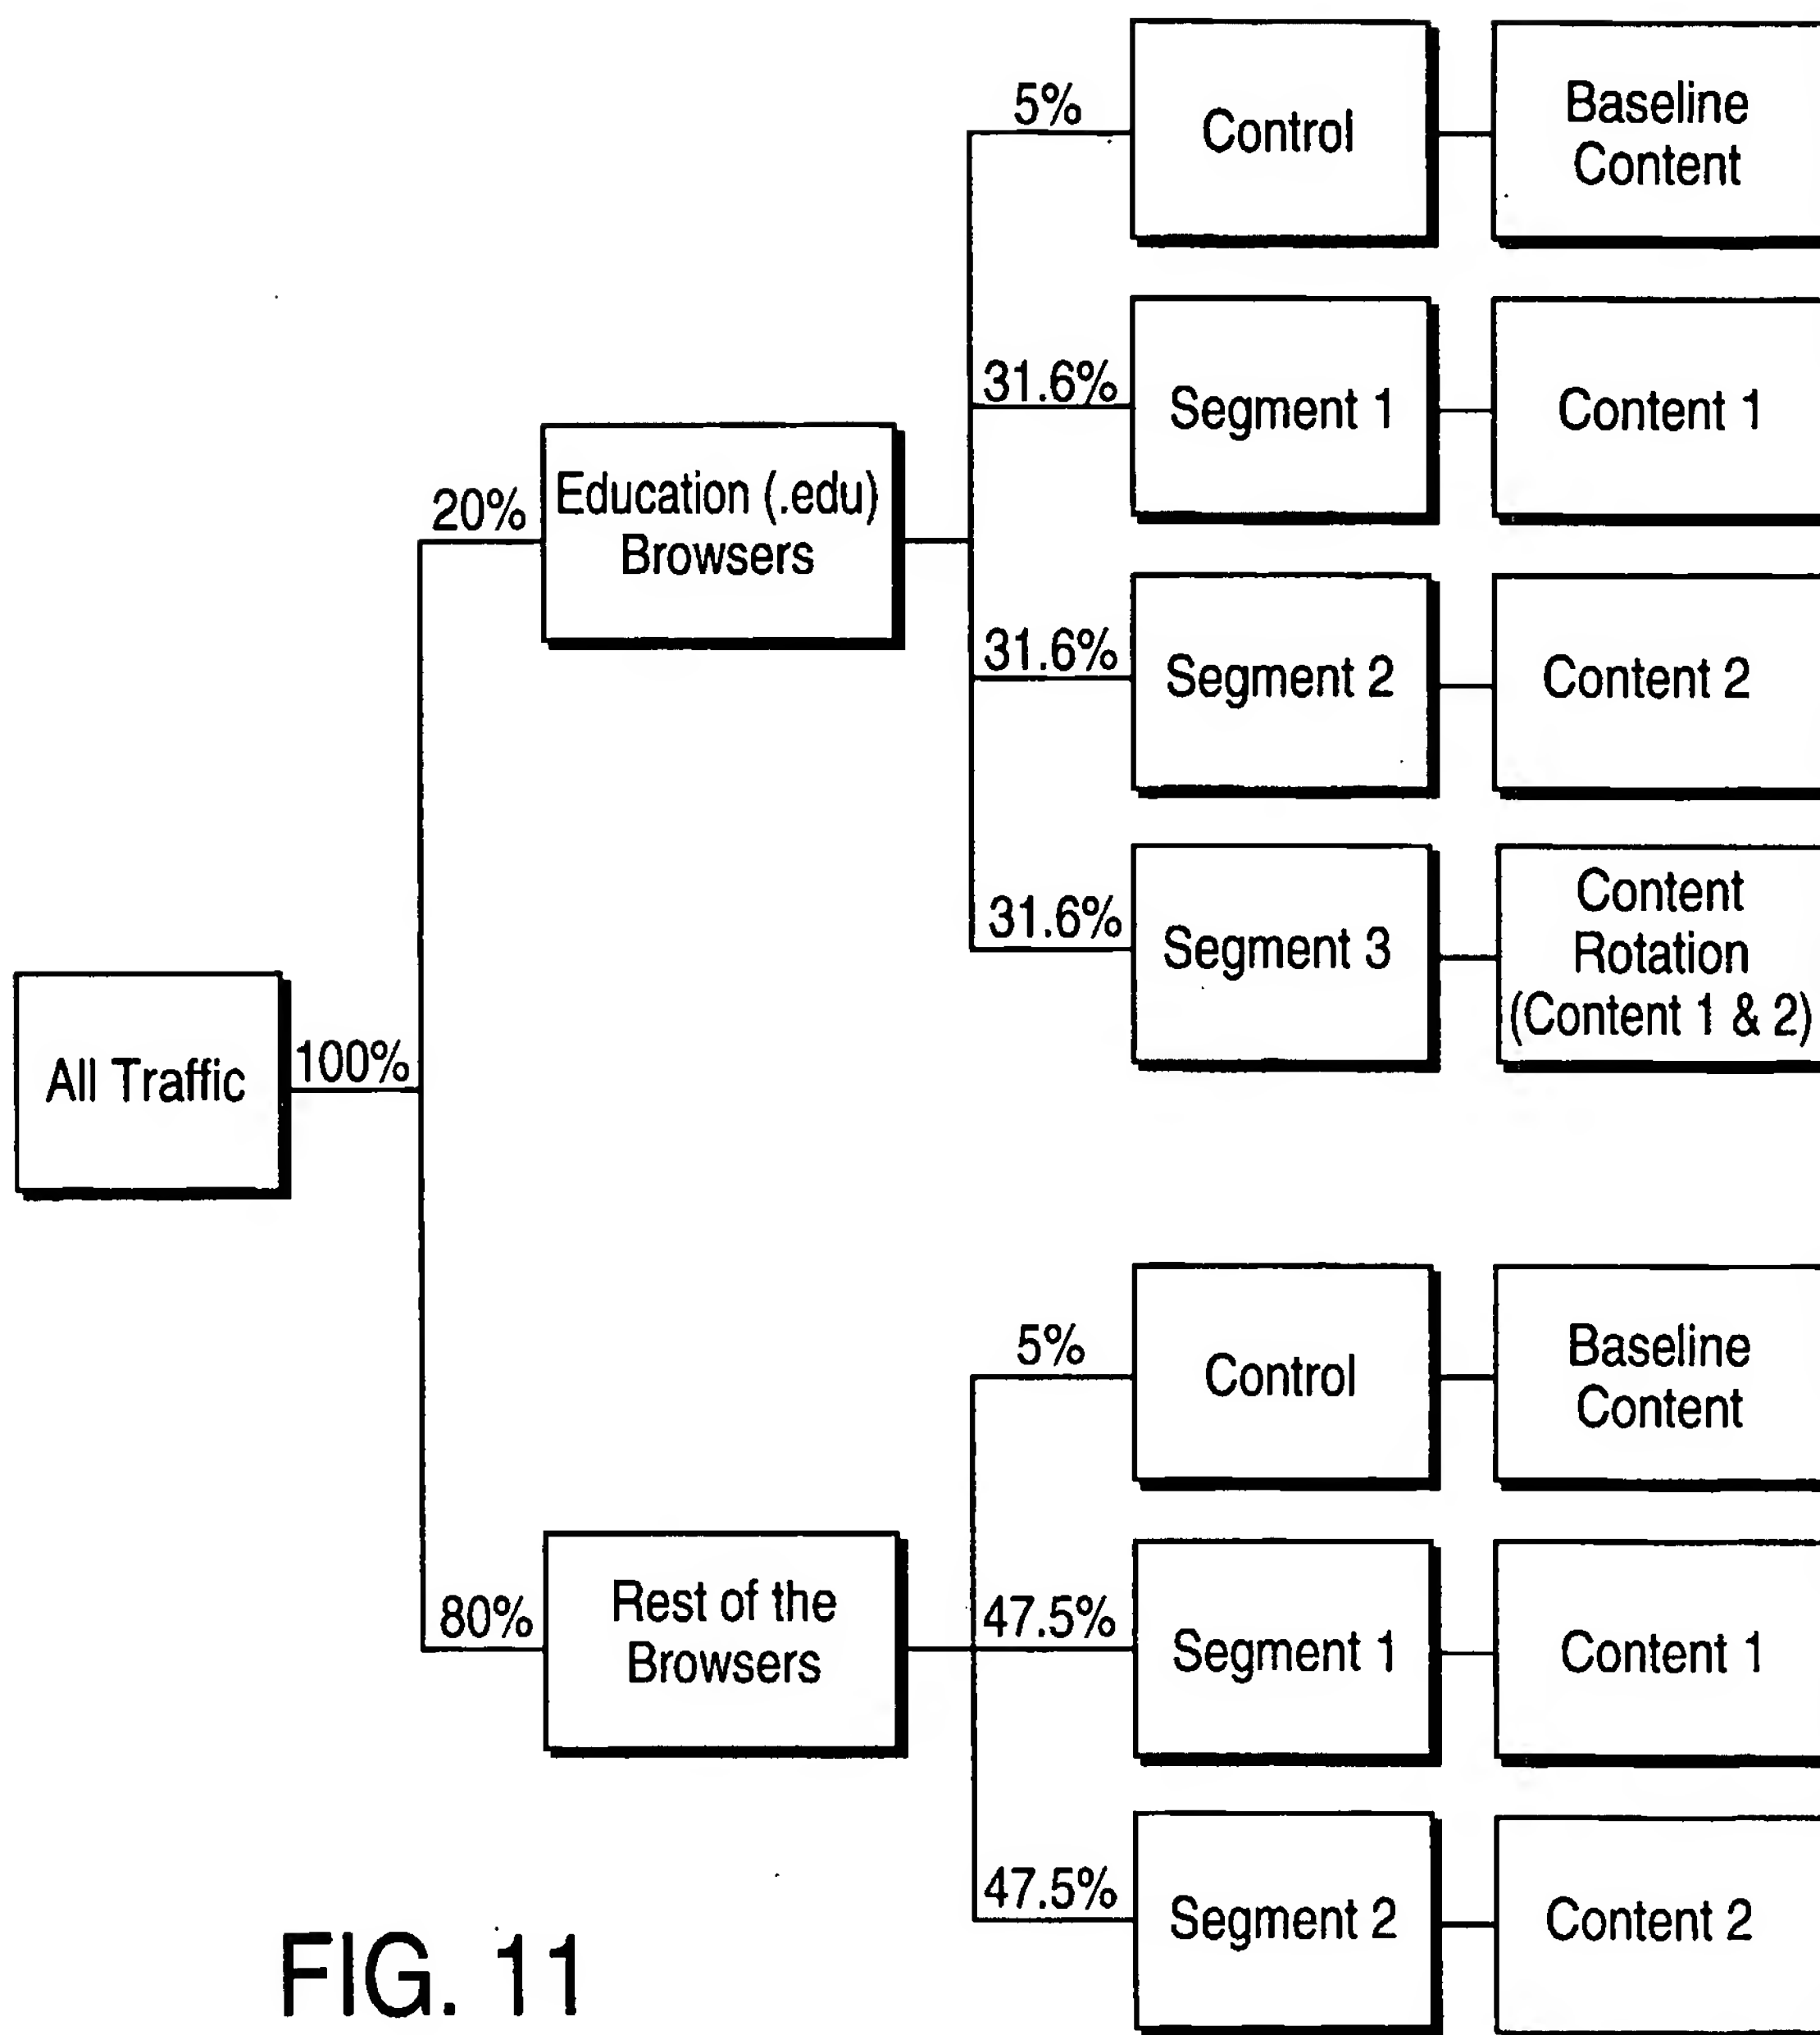 5%
Control
Baseline
Content
31.6%
Segment 1
Content 1
20%
Education (.edu)
Browsers
31.6%
Segment 2
Content 2
31.6%
Segment 3
Content
Rotation
(Content 1 & 2)
All Traffic
100%
5%
Control
Baseline
Content
80%
Rest of the
Browsers
47.5%
Segment 1
Content 1
47.5%
Segment 2
Content 2
FIG. 11